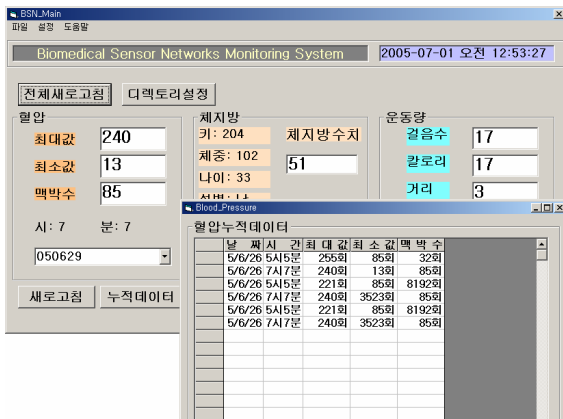 BSN_Main
파일 설정 도움말
Biomedical Sensor Networks Monitoring System 2005-07-01 오전 12:53:27
전체새로고침 디렉토리설정
혈압
최대값 240
최소값 13
맥박수 85
시: 7 분: 7
050629
새로고침 누적데이터
체지방
키: 204 체지방수치
체중: 102 51
나이: 33
운동량
걸음수 17
칼로리 17
거리 3
Blood_Pressure
혈압누적데이터
날 짜 시 간 최 대 값 최 소 값 맥 박 수
5/6/26 5시5분 255회 85회 32회
5/6/26 7시7분 240회 13회 85회
5/6/26 5시5분 221회 85회 8192회
5/6/26 7시7분 240회 3523회 85회
5/6/26 5시5분 221회 85회 8192회
5/6/26 7시7분 240회 3523회 85회